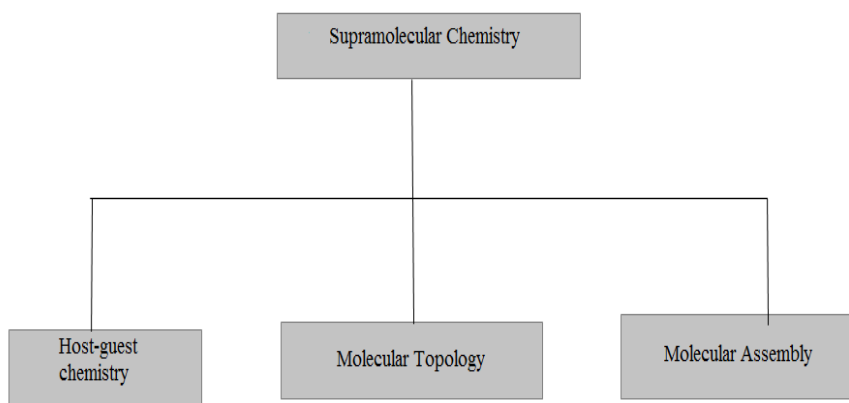 Supramolecular Chemistry
Host-guest
chemistry
Molecular Topology
Molecular Assembly